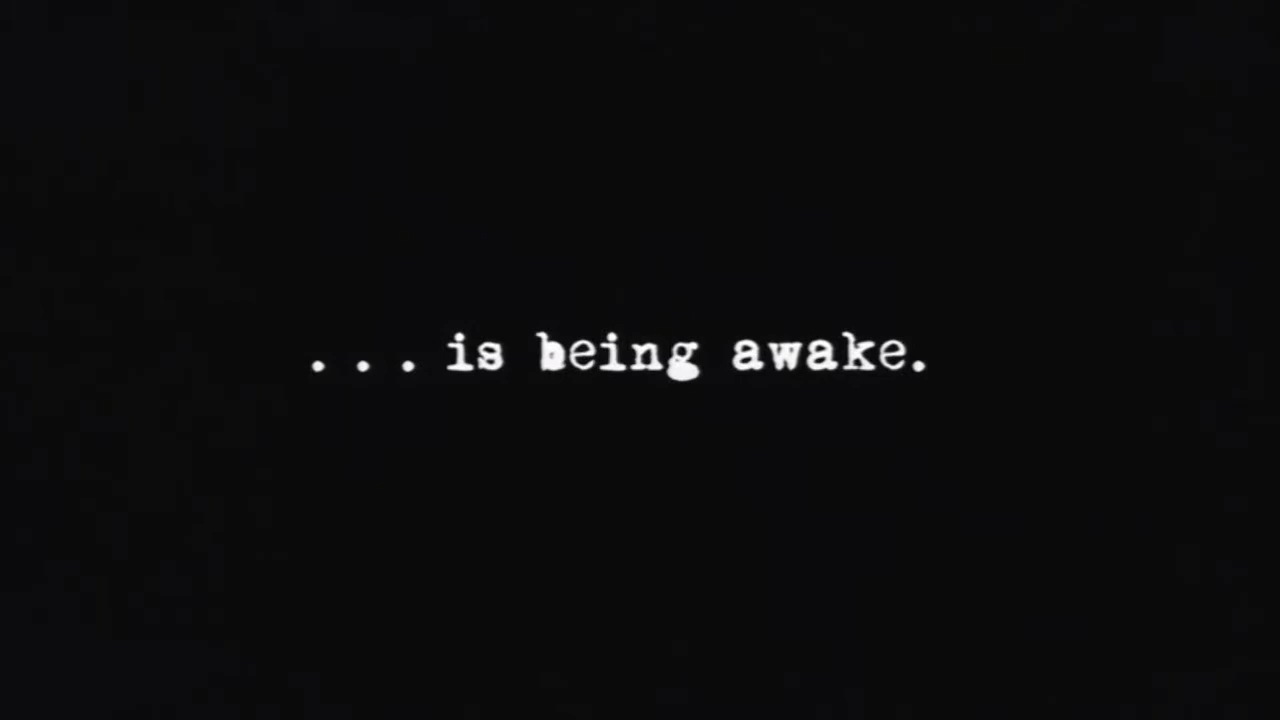 . . . is being awake.